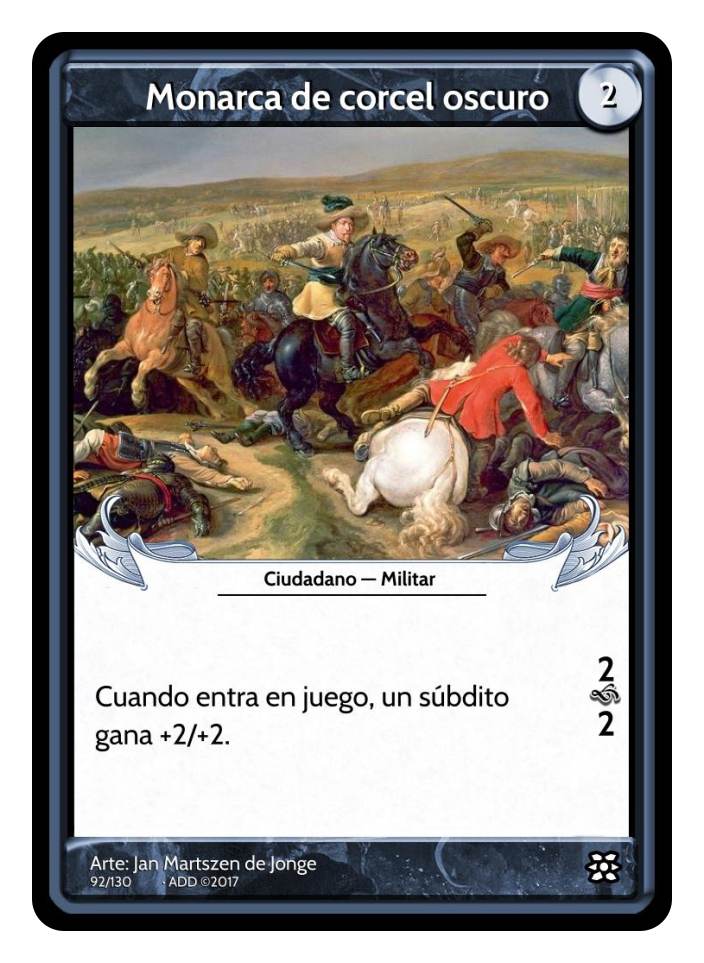 Monarca de corcel oscuro
2
Ciudadano — Militar
Cuando entra en juego, un súbdito
gana +2/+2.
2
2
Arte: Jan Martszen de Jonge
92/130 · ADD ©2017